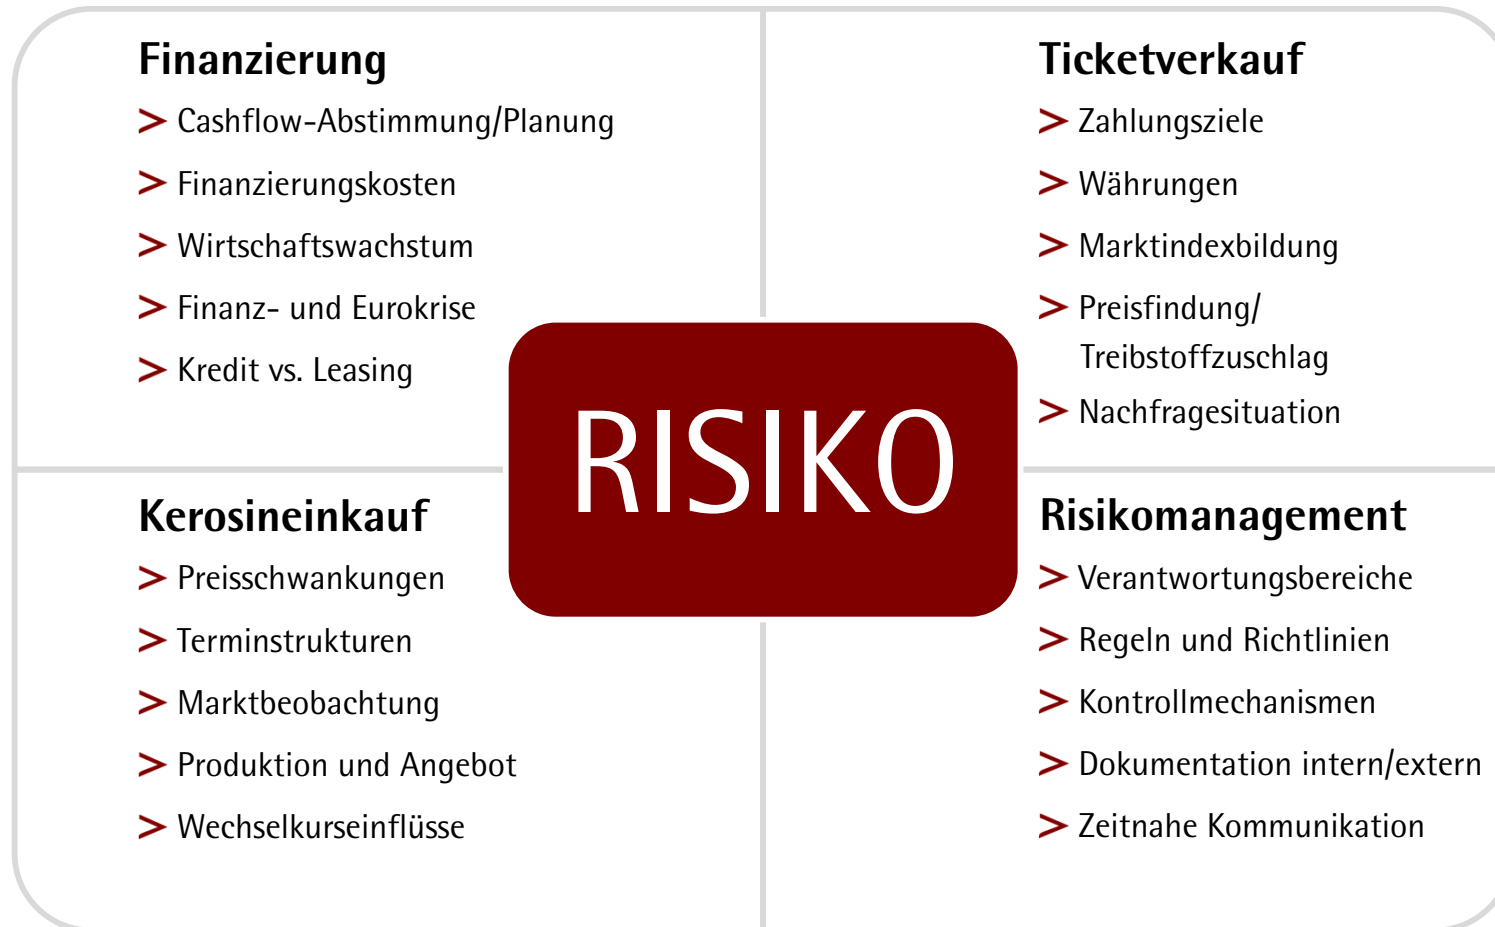 Finanzierung
> Cashflow-Abstimmung/Planung
> Finanzierungskosten
> Wirtschaftswachstum
> Finanz- und Eurokrise
> Kredit vs. Leasing
Ticketverkauf
> Zahlungsziele
> Währungen
> Marktindexbildung
> Preisfindung/
Treibstoffzuschlag
> Nachfragesituation
RISIKO
Kerosineinkauf
> Preisschwankungen
> Terminstrukturen
> Marktbeobachtung
> Produktion und Angebot
> Wechselkurseinflüsse
Risikomanagement
> Verantwortungsbereiche
> Regeln und Richtlinien
> Kontrollmechanismen
> Dokumentation intern/extern
> Zeitnahe Kommunikation